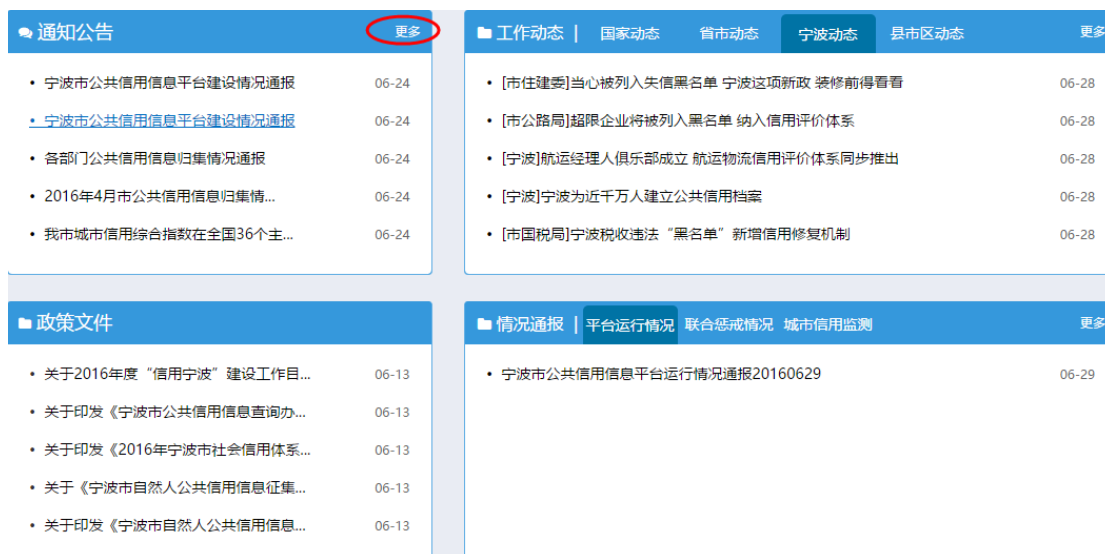 通知公告 更多
• 宁波市公共信用信息平台建设情况通报 06-24
• 宁波市公共信用信息平台建设情况通报 06-24
• 各部门公共信用信息归集情况通报 06-24
• 2016年4月市公共信用信息归集情... 06-24
• 我市城市信用综合指数在全国36个主... 06-24
工作动态 | 国家动态 省市动态 宁波动态 县市区动态 更多
• [市住建委]当心被列入失信黑名单 宁波这项新政 装修前得看看 06-28
• [市公路局]超限企业将被列入黑名单 纳入信用评价体系 06-28
• [宁波]航运经理人俱乐部成立 航运物流信用评价体系同步推出 06-28
• [宁波]宁波为近千万人建立公共信用档案 06-28
• [市国税局]宁波税收违法“黑名单”新增信用修复机制 06-28
政策文件
• 关于2016年度“信用宁波”建设工作目... 06-13
• 关于印发《宁波市公共信用信息查询办... 06-13
• 关于印发《2016年宁波市社会信用体系... 06-13
• 关于《宁波市自然人公共信用信息征集... 06-13
• 关于印发《宁波市自然人公共信用信息... 06-13
情况通报 | 平台运行情况 联合惩戒情况 城市信用监测 更多
• 宁波市公共信用信息平台运行情况通报20160629 06-29